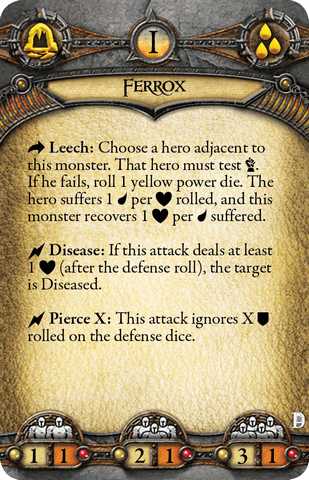 I
FERROX
Leech: Choose a hero adjacent to
this monster. That hero must test .
If he fails, roll 1 yellow power die. The
hero suffers 1 per rolled, and this
monster recovers 1 per suffered.
Disease: If this attack deals at least
1 (after the defense roll), the target
is Diseased.
Pierce X: This attack ignores X
rolled on the defense dice.
1 1 2 1 3 1